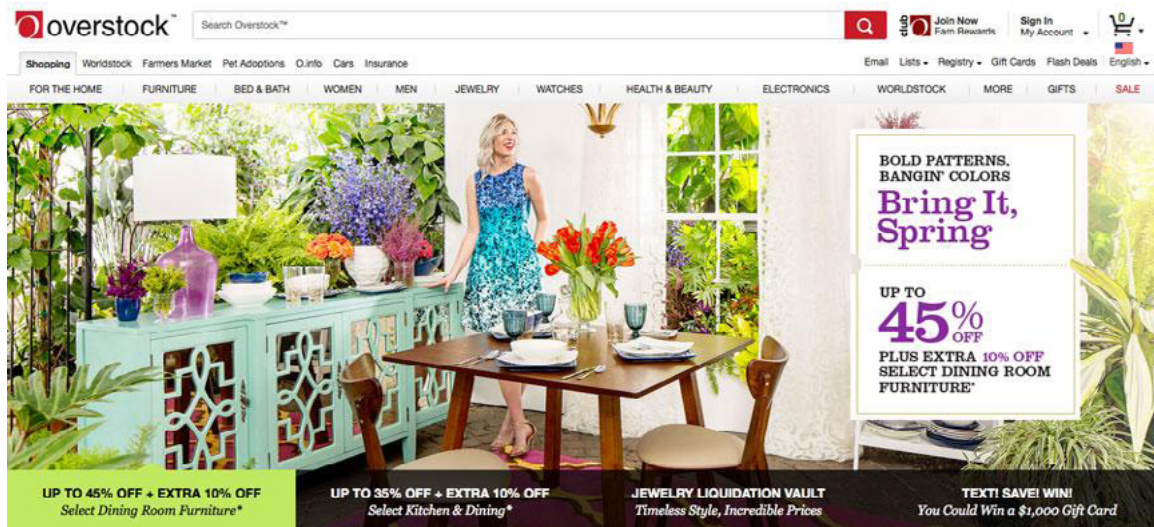 overstock™
Search Overstock™
club O
Join Now
Earn Rewards
Sign In
My Account
0
Shopping Worldstock Farmers Market Pet Adoptions O.info Cars Insurance
Email Lists Registry Gift Cards Flash Deals English
FOR THE HOME FURNITURE BED & BATH WOMEN MEN JEWELRY WATCHES HEALTH & BEAUTY ELECTRONICS WORLDSTOCK MORE GIFTS SALE
BOLD PATTERNS.
BANGIN' COLORS
Bring It,
Spring
UP TO
45% OFF
PLUS EXTRA 10% OFF
SELECT DINING ROOM
FURNITURE*
UP TO 45% OFF + EXTRA 10% OFF
Select Dining Room Furniture*
UP TO 35% OFF + EXTRA 10% OFF
Select Kitchen & Dining*
JEWELRY LIQUIDATION VAULT
Timeless Style, Incredible Prices
TEXT! SAVE! WIN!
You Could Win a $1,000 Gift Card